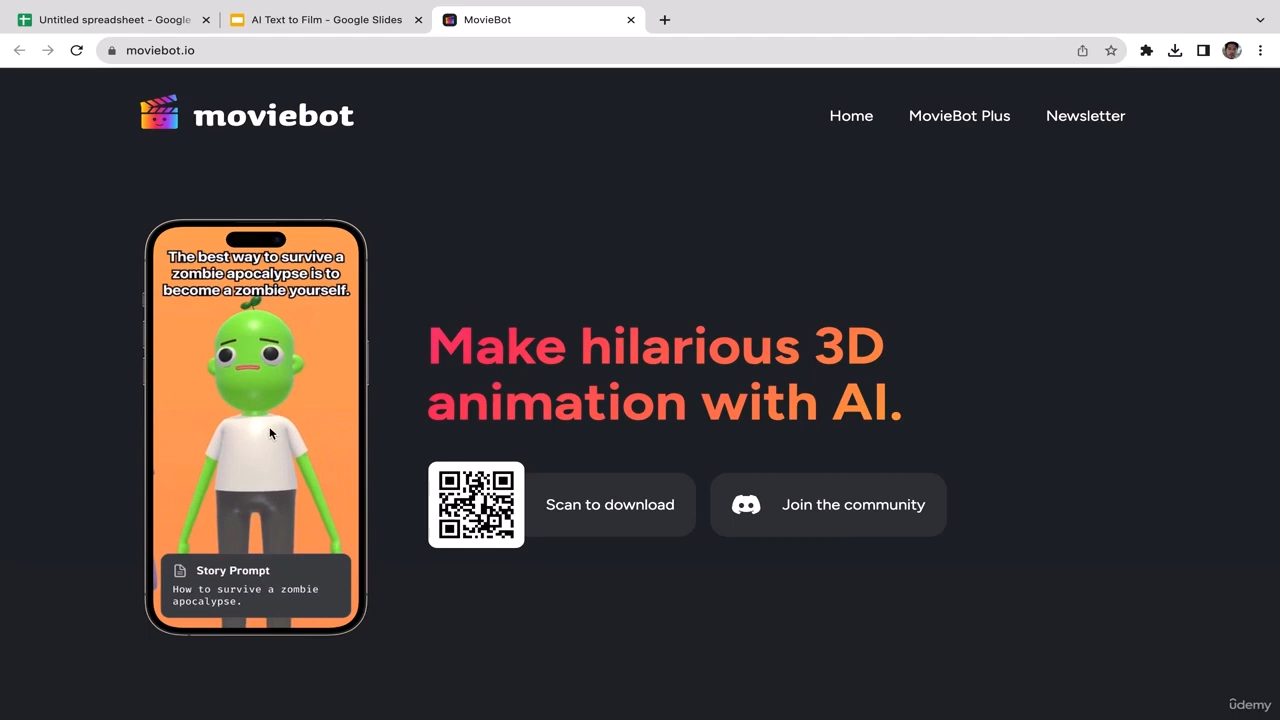 Untitled spreadsheet - Google
AI Text to Film - Google Slides
MovieBot
moviebot.io
moviebot
Home
MovieBot Plus
Newsletter
The best way to survive a
zombie apocalypse is to
become a zombie yourself.
Make hilarious 3D
animation with AI.
Scan to download
Join the community
Story Prompt
How to survive a zombie
apocalypse.
ûdemy